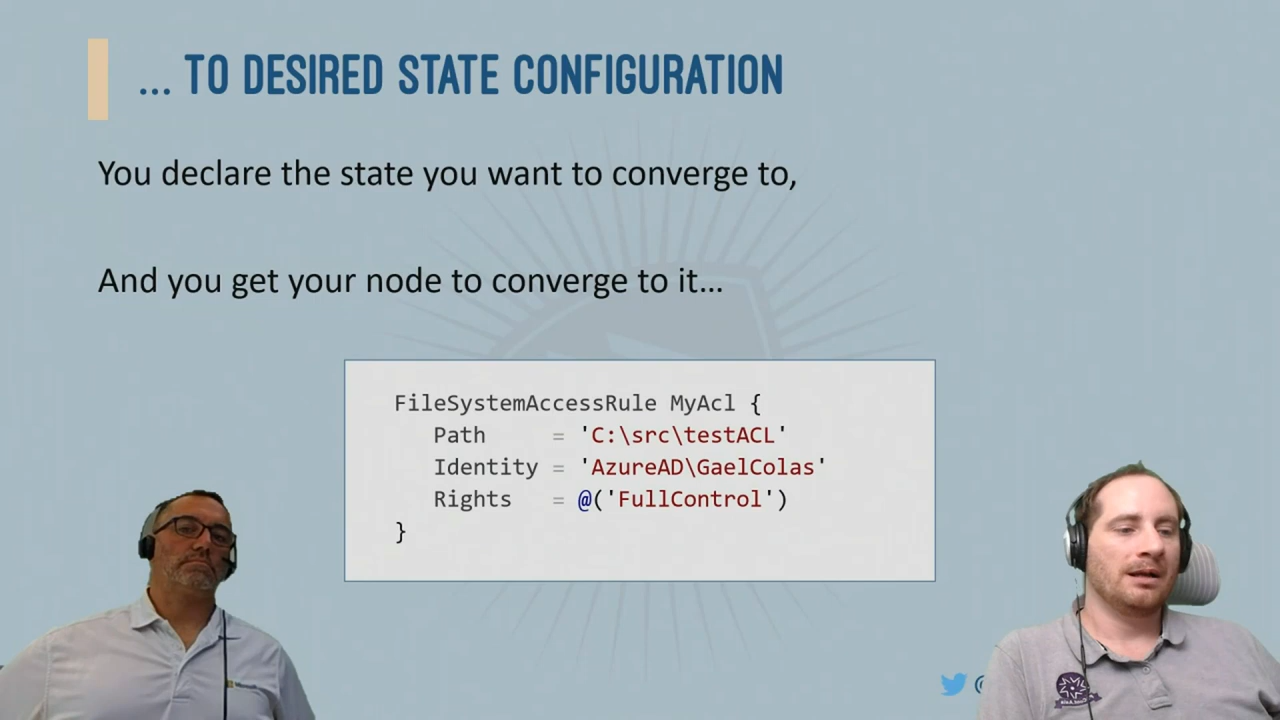 ... TO DESIRED STATE CONFIGURATION
You declare the state you want to converge to,
And you get your node to converge to it...
FileSystemAccessRule MyAcl {
Path = 'C:\src\testACL'
Identity = 'AzureAD\GaelColas'
Rights = @('FullControl')
}